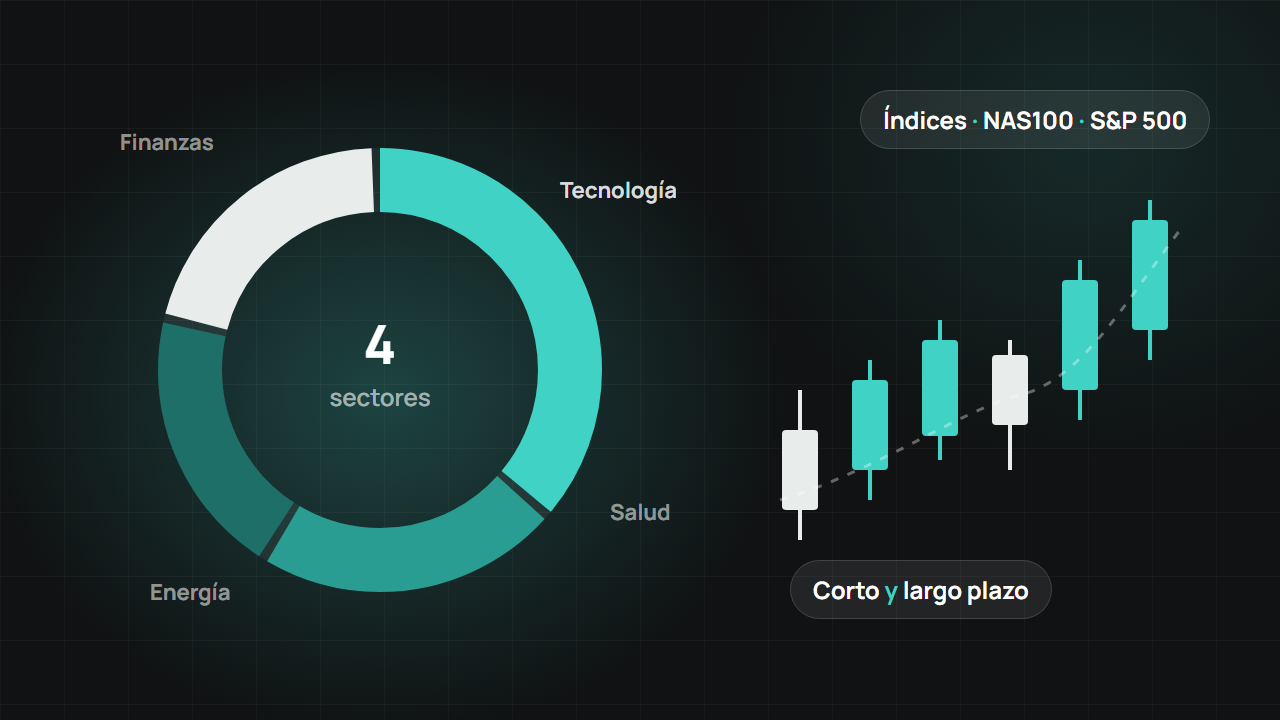 Finanzas
Tecnología
4
sectores
Salud
Energía
Índices · NAS100 · S&P 500
Corto y largo plazo